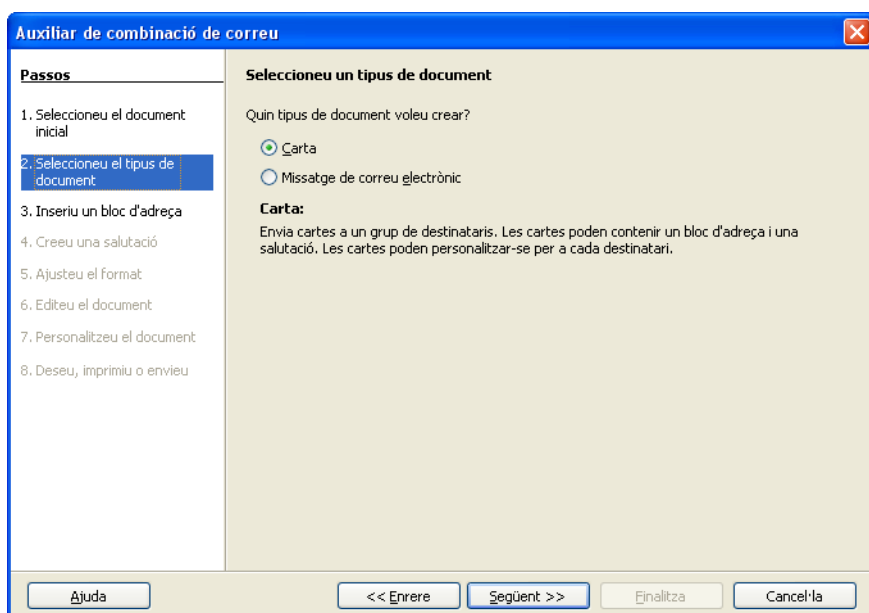 Auxiliar de combinació de correu
Passos
1. Seleccioneu el document
inicial
2. Seleccioneu el tipus de
document
3. Inseriu un bloc d'adreça
4. Creeu una salutació
5. Ajusteu el format
6. Editeu el document
7. Personalitzeu el document
8. Deseu, imprimiu o envieu
Seleccioneu un tipus de document
Quin tipus de document voleu crear?
Carta
Missatge de correu electrònic
Carta:
Envia cartes a un grup de destinataris. Les cartes poden contenir un bloc d'adreça i una
salutació. Les cartes poden personalitzar-se per a cada destinatari.
Ajuda
<< Enrere
Següent >>
Finalitza
Cancel·la